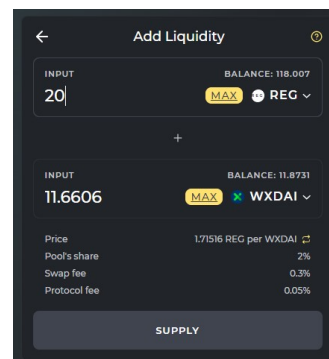 Add Liquidity
INPUT BALANCE: 118.007
20 MAX REG
+
INPUT BALANCE: 11.8731
11.6606 MAX WXDAI
Price 1.71516 REG per WXDAI
Pool's share 2%
Swap fee 0.3%
Protocol fee 0.05%
SUPPLY